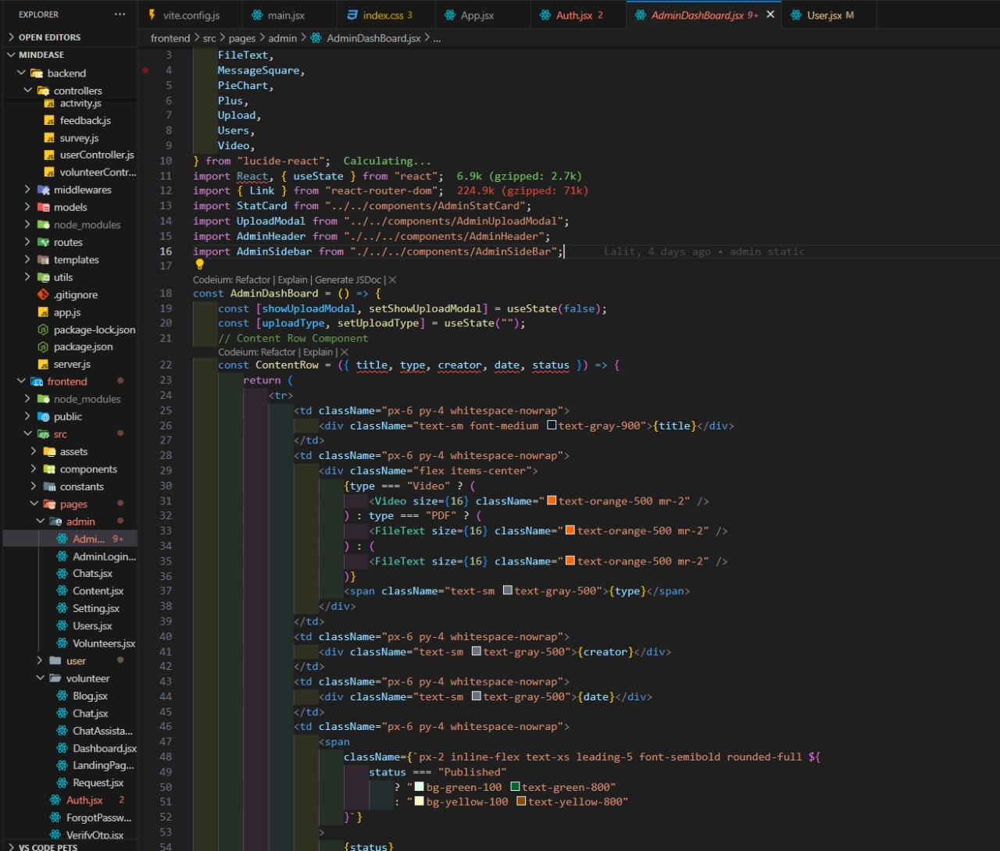 EXPLORER
···
OPEN EDITORS
MINDEASE
backend
controllers
activity.js
feedback.js
survey.js
userController.js
volunteerContr...
middlewares
models
node_modules
routes
templates
utils
.gitignore
app.js
package-lock.json
package.json
server.js
frontend
node_modules
public
src
assets
components
constants
pages
admin
Admi... 9+
AdminLogin...
Chats.jsx
Content.jsx
Setting.jsx
Users.jsx
Volunteers.jsx
user
volunteer
Blog.jsx
Chat.jsx
ChatAssista...
Dashboard.jsx
LandingPag...
Request.jsx
Auth.jsx 2
ForgotPassw...
VerifyOtp.jsx
VS CODE PETS
vite.config.js
main.jsx
index.css 3
App.jsx
Auth.jsx 2
AdminDashBoard.jsx 9+
User.jsx M
frontend > src > pages > admin > AdminDashBoard.jsx > ...
3 FileText,
4 MessageSquare,
5 PieChart,
6 Plus,
7 Upload,
8 Users,
9 Video,
10 } from "lucide-react"; Calculating...
11 import React, { useState } from "react"; 6.9k (gzipped: 2.7k)
12 import { Link } from "react-router-dom"; 224.9k (gzipped: 71k)
13 import StatCard from "../../components/AdminStatCard";
14 import UploadModal from "../../components/AdminUploadModal";
15 import AdminHeader from "./../../components/AdminHeader";
16 import AdminSidebar from "./../../components/AdminSideBar"; Lalit, 4 days ago • admin static
17
Codeium: Refactor | Explain | Generate JSDoc | ✕
18 const AdminDashBoard = () => {
19 const [showUploadModal, setShowUploadModal] = useState(false);
20 const [uploadType, setUploadType] = useState("");
21 // Content Row Component
Codeium: Refactor | Explain | ✕
22 const ContentRow = ({ title, type, creator, date, status }) => {
23 return (
24 <tr>
25 <td className="px-6 py-4 whitespace-nowrap">
26 <div className="text-sm font-medium text-gray-900">{title}</div>
27 </td>
28 <td className="px-6 py-4 whitespace-nowrap">
29 <div className="flex items-center">
30 {type === "Video" ? (
31 <Video size={16} className="text-orange-500 mr-2" />
32 ) : type === "PDF" ? (
33 <FileText size={16} className="text-orange-500 mr-2" />
34 ) : (
35 <FileText size={16} className="text-orange-500 mr-2" />
36 )}
37 <span className="text-sm text-gray-500">{type}</span>
38 </div>
39 </td>
40 <td className="px-6 py-4 whitespace-nowrap">
41 <div className="text-sm text-gray-500">{creator}</div>
42 </td>
43 <td className="px-6 py-4 whitespace-nowrap">
44 <div className="text-sm text-gray-500">{date}</div>
45 </td>
46 <td className="px-6 py-4 whitespace-nowrap">
47 <span
48 className={`px-2 inline-flex text-xs leading-5 font-semibold rounded-full ${
49 status === "Published"
50 ? "bg-green-100 text-green-800"
51 : "bg-yellow-100 text-yellow-800"
52 }`}
53 >
54 {status}